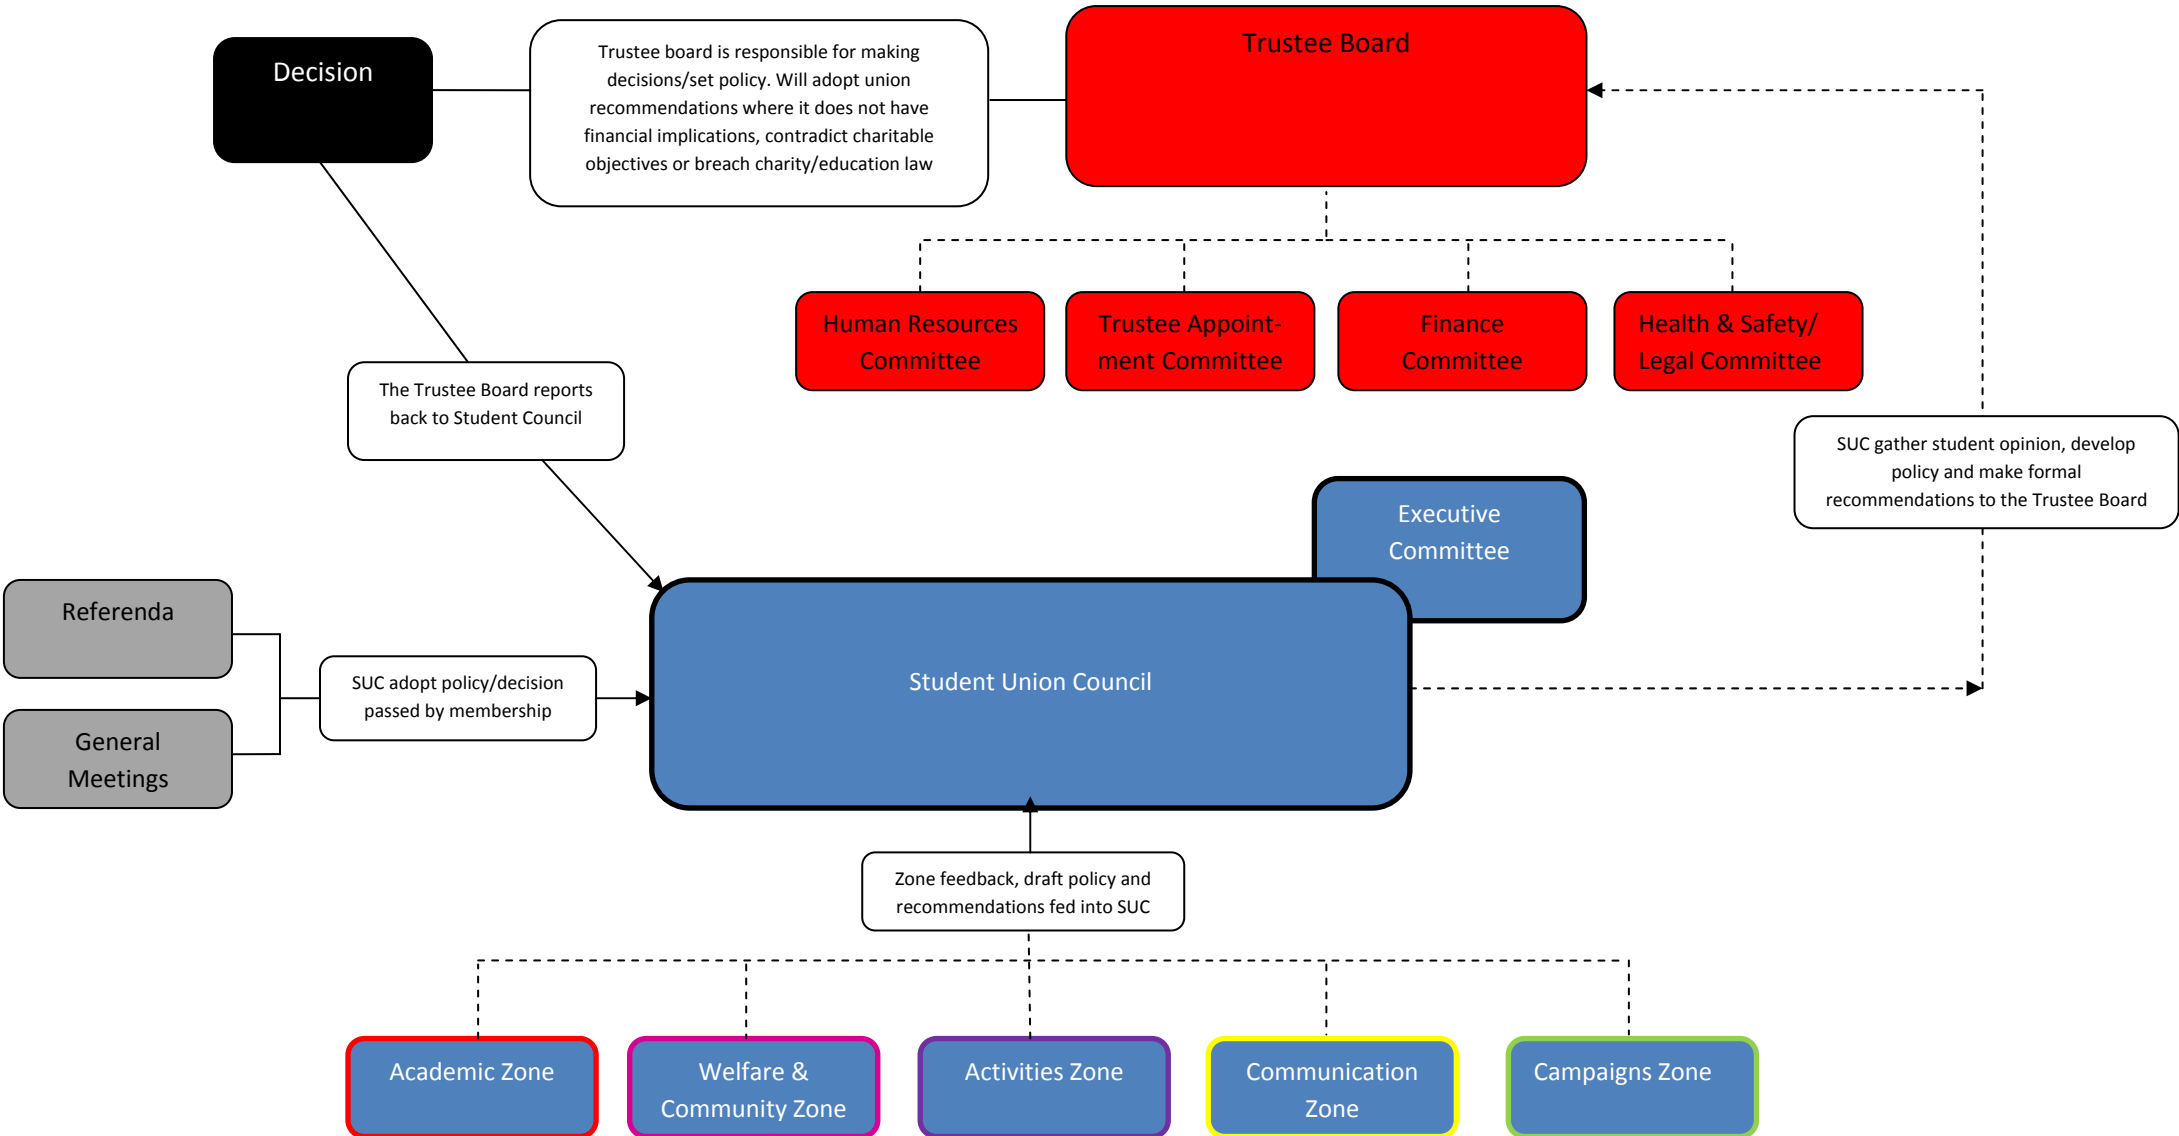 Decision
Trustee board is responsible for making
decisions/set policy. Will adopt union
recommendations where it does not have
financial implications, contradict charitable
objectives or breach charity/education law
Trustee Board
Human Resources
Committee
Trustee Appoint-
ment Committee
Finance
Committee
Health & Safety/
Legal Committee
The Trustee Board reports
back to Student Council
SUC gather student opinion, develop
policy and make formal
recommendations to the Trustee Board
Executive
Committee
Referenda
General
Meetings
SUC adopt policy/decision
passed by membership
Student Union Council
Zone feedback, draft policy and
recommendations fed into SUC
Academic Zone
Welfare &
Community Zone
Activities Zone
Communication
Zone
Campaigns Zone